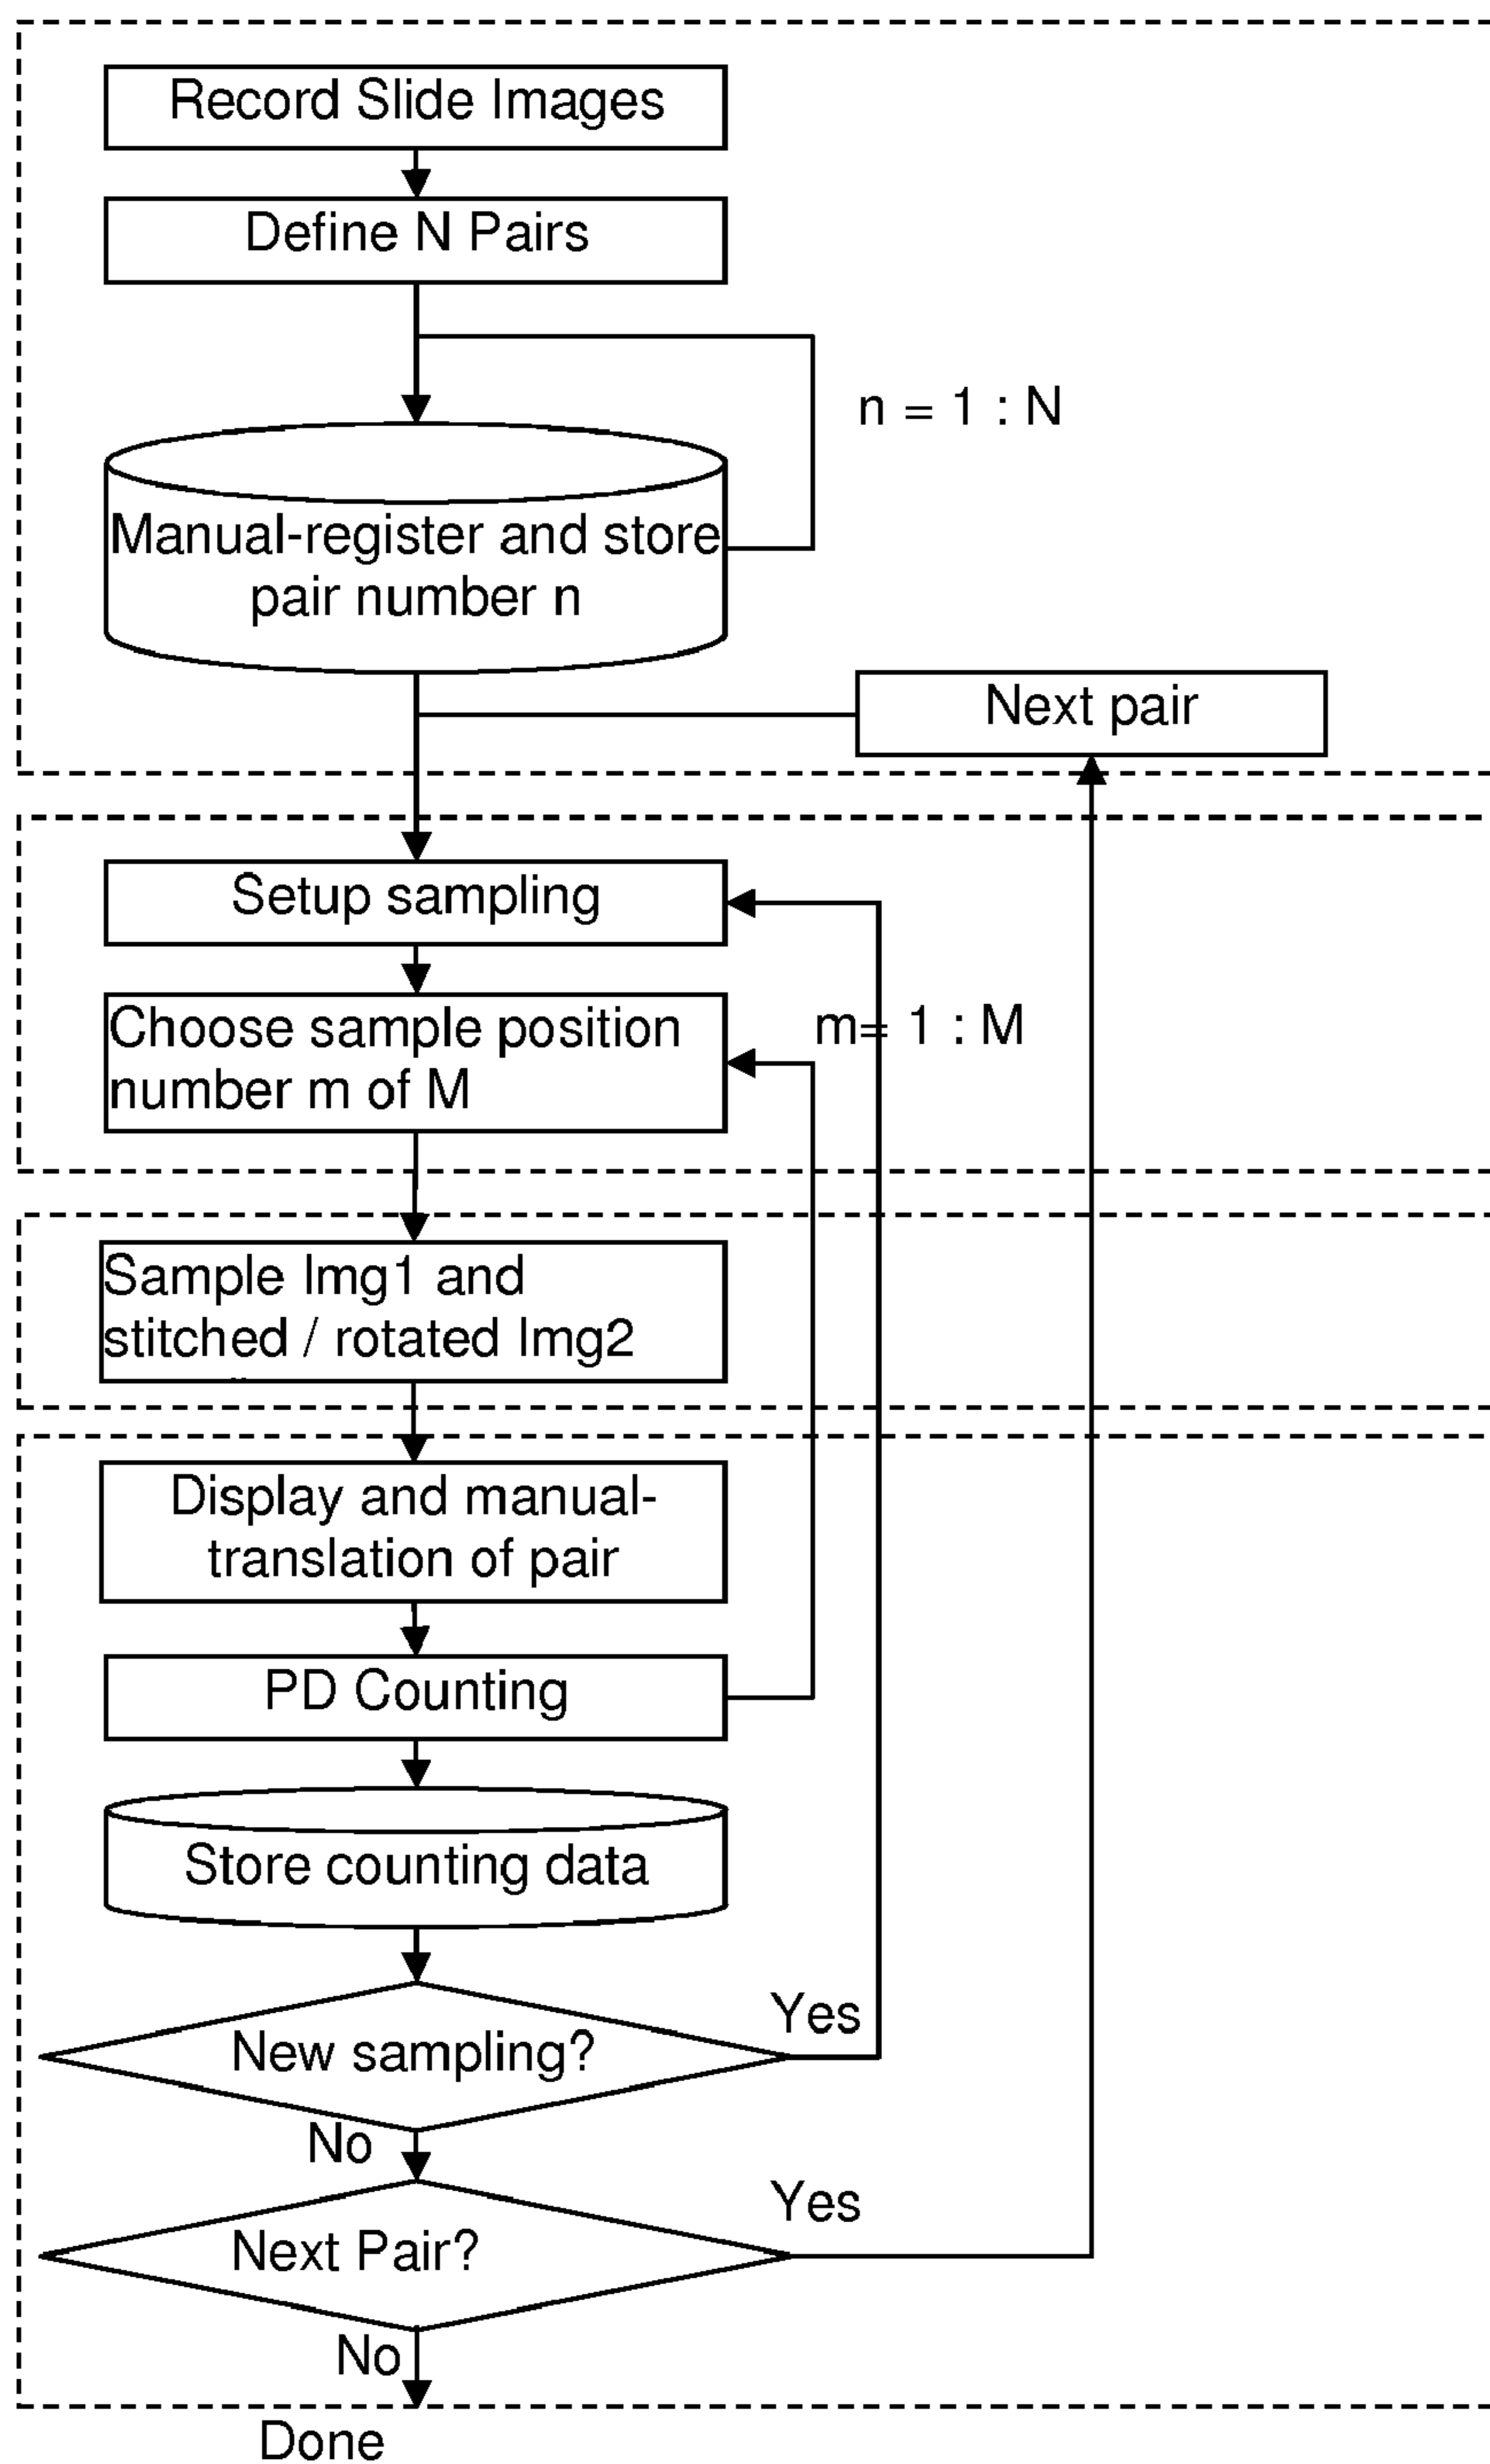 Record Slide Images
Define N Pairs
n = 1 : N
Manual-register and store
pair number n
Next pair
Setup sampling
Choose sample position
number m of M
m= 1 : M
Sample Img1 and
stitched / rotated Img2
Display and manual-
translation of pair
PD Counting
Store counting data
New sampling?
Yes
No
Next Pair?
Yes
No
Done